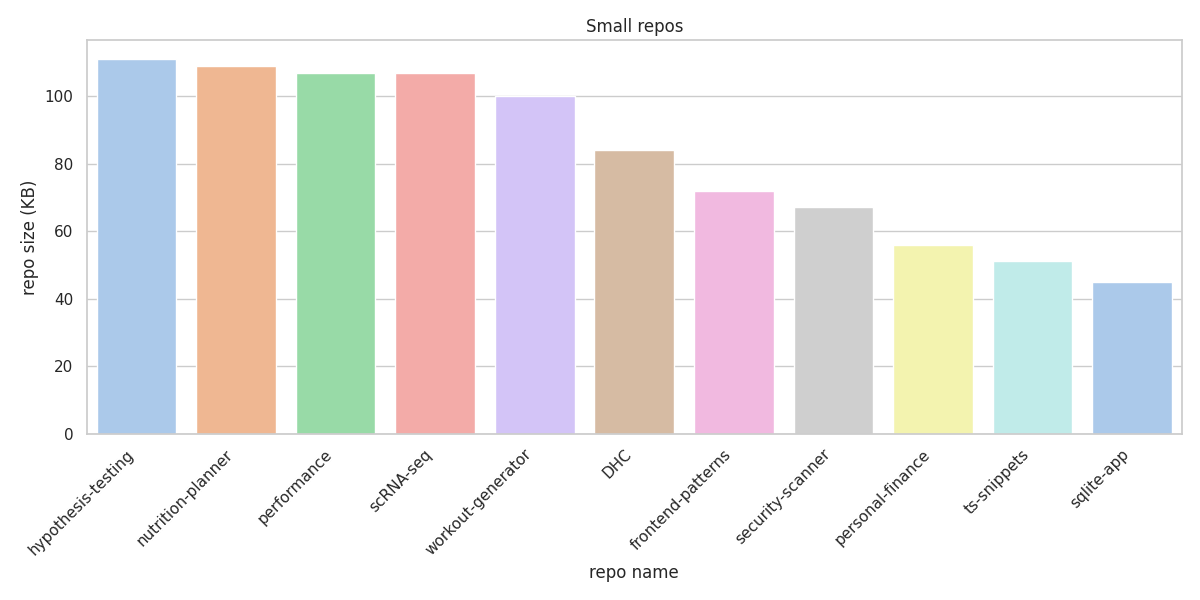 Small repos
repo size (KB)
100
80
60
40
20
0
hypothesis-testing
nutrition-planner
performance
scRNA-seq
workout-generator
DHC
frontend-patterns
security-scanner
personal-finance
ts-snippets
sqlite-app
repo name